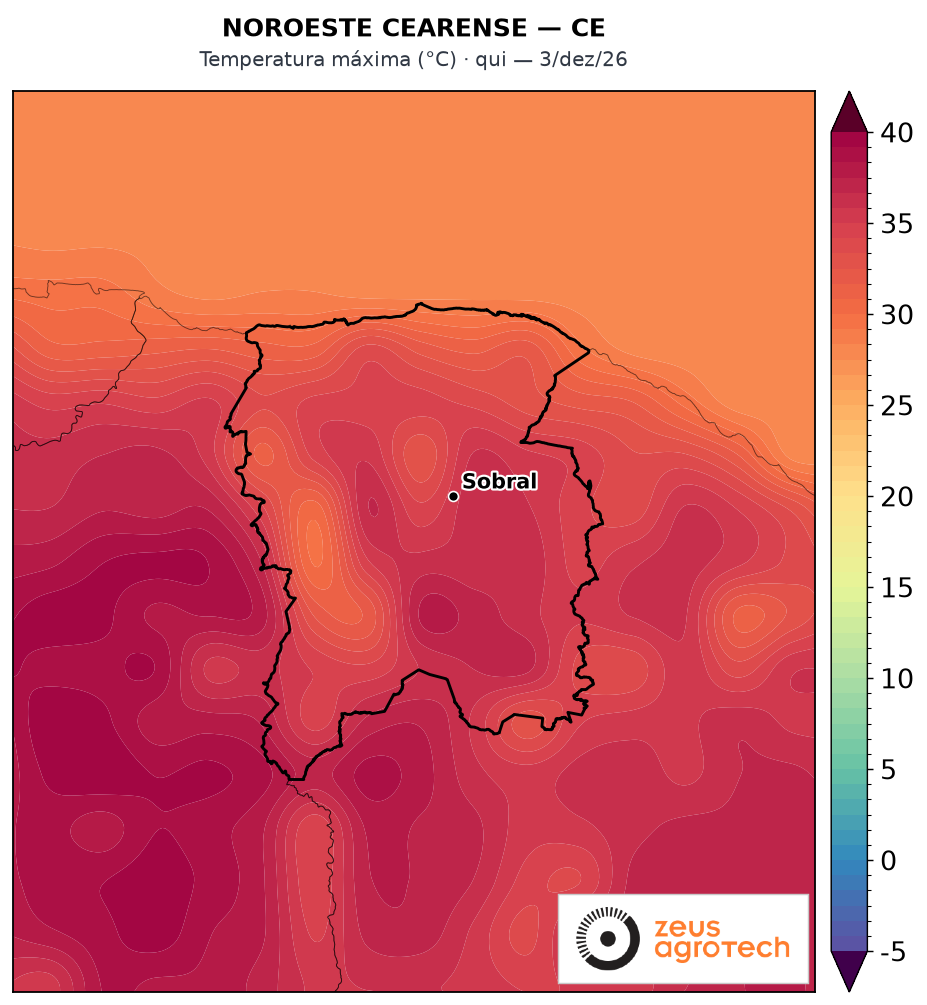 NOROESTE CEARENSE — CE
Temperatura máxima (°C) · qui — 3/dez/26
40
35
30
25
20
15
10
5
0
-5
Sobral
zeus
agrotech